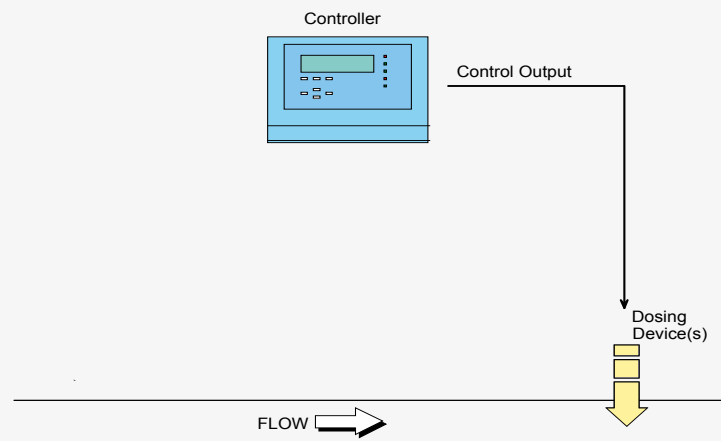 Controller
Control Output
Dosing
Device(s)
FLOW